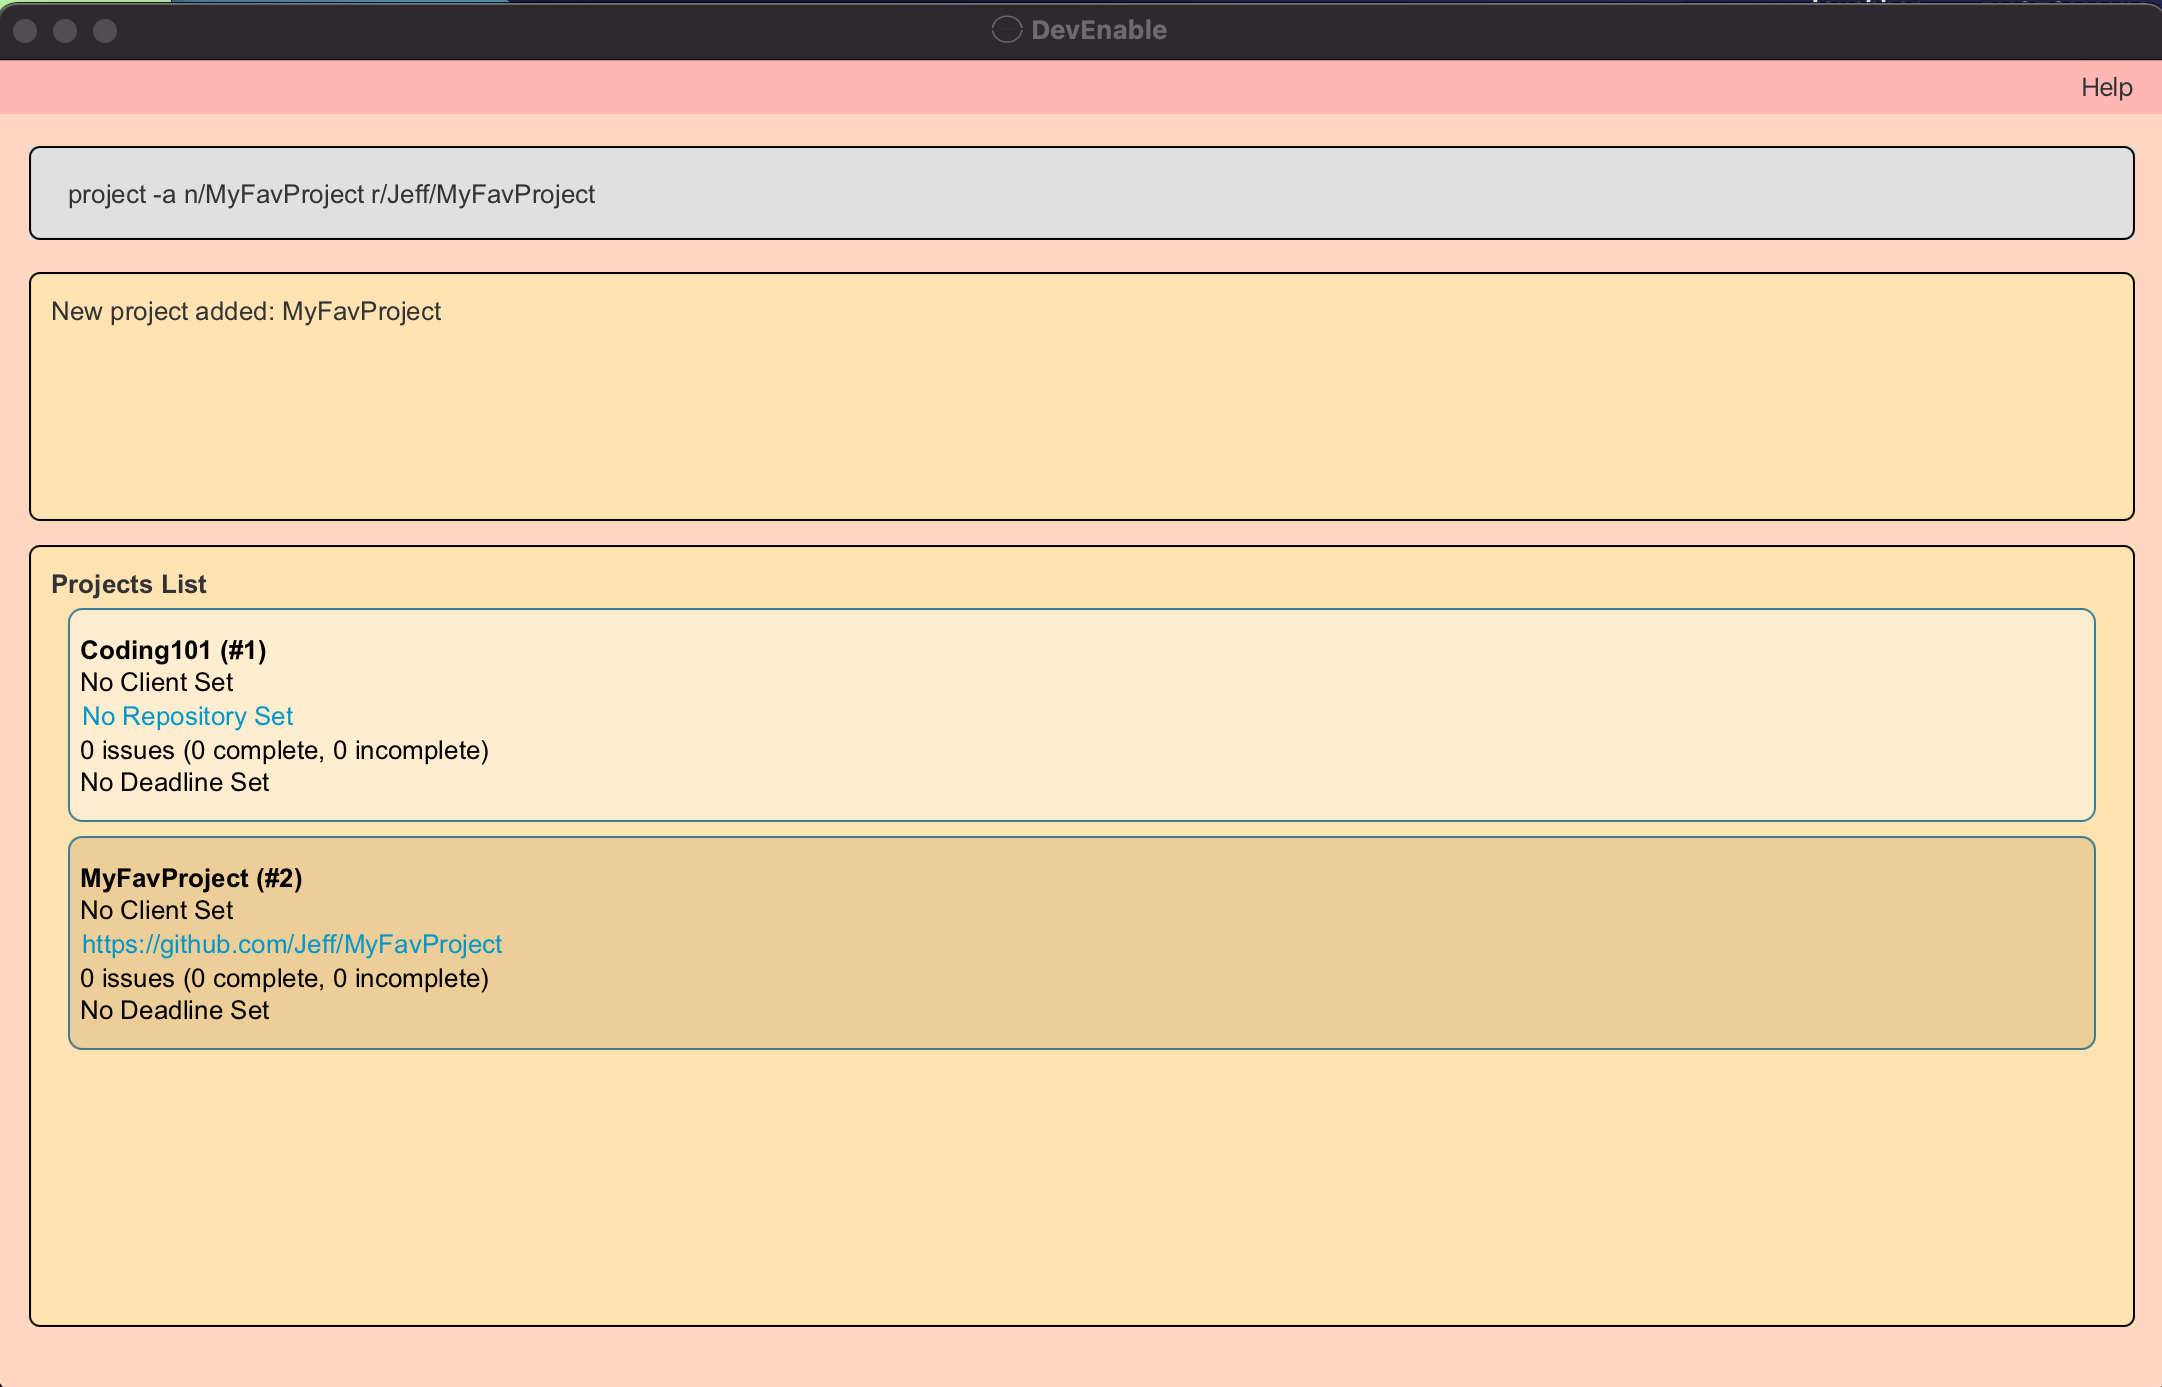 DevEnable
Help
project -a n/MyFavProject r/Jeff/MyFavProject
New project added: MyFavProject
Projects List
Coding101 (#1)
No Client Set
No Repository Set
0 issues (0 complete, 0 incomplete)
No Deadline Set
MyFavProject (#2)
No Client Set
https://github.com/Jeff/MyFavProject
0 issues (0 complete, 0 incomplete)
No Deadline Set